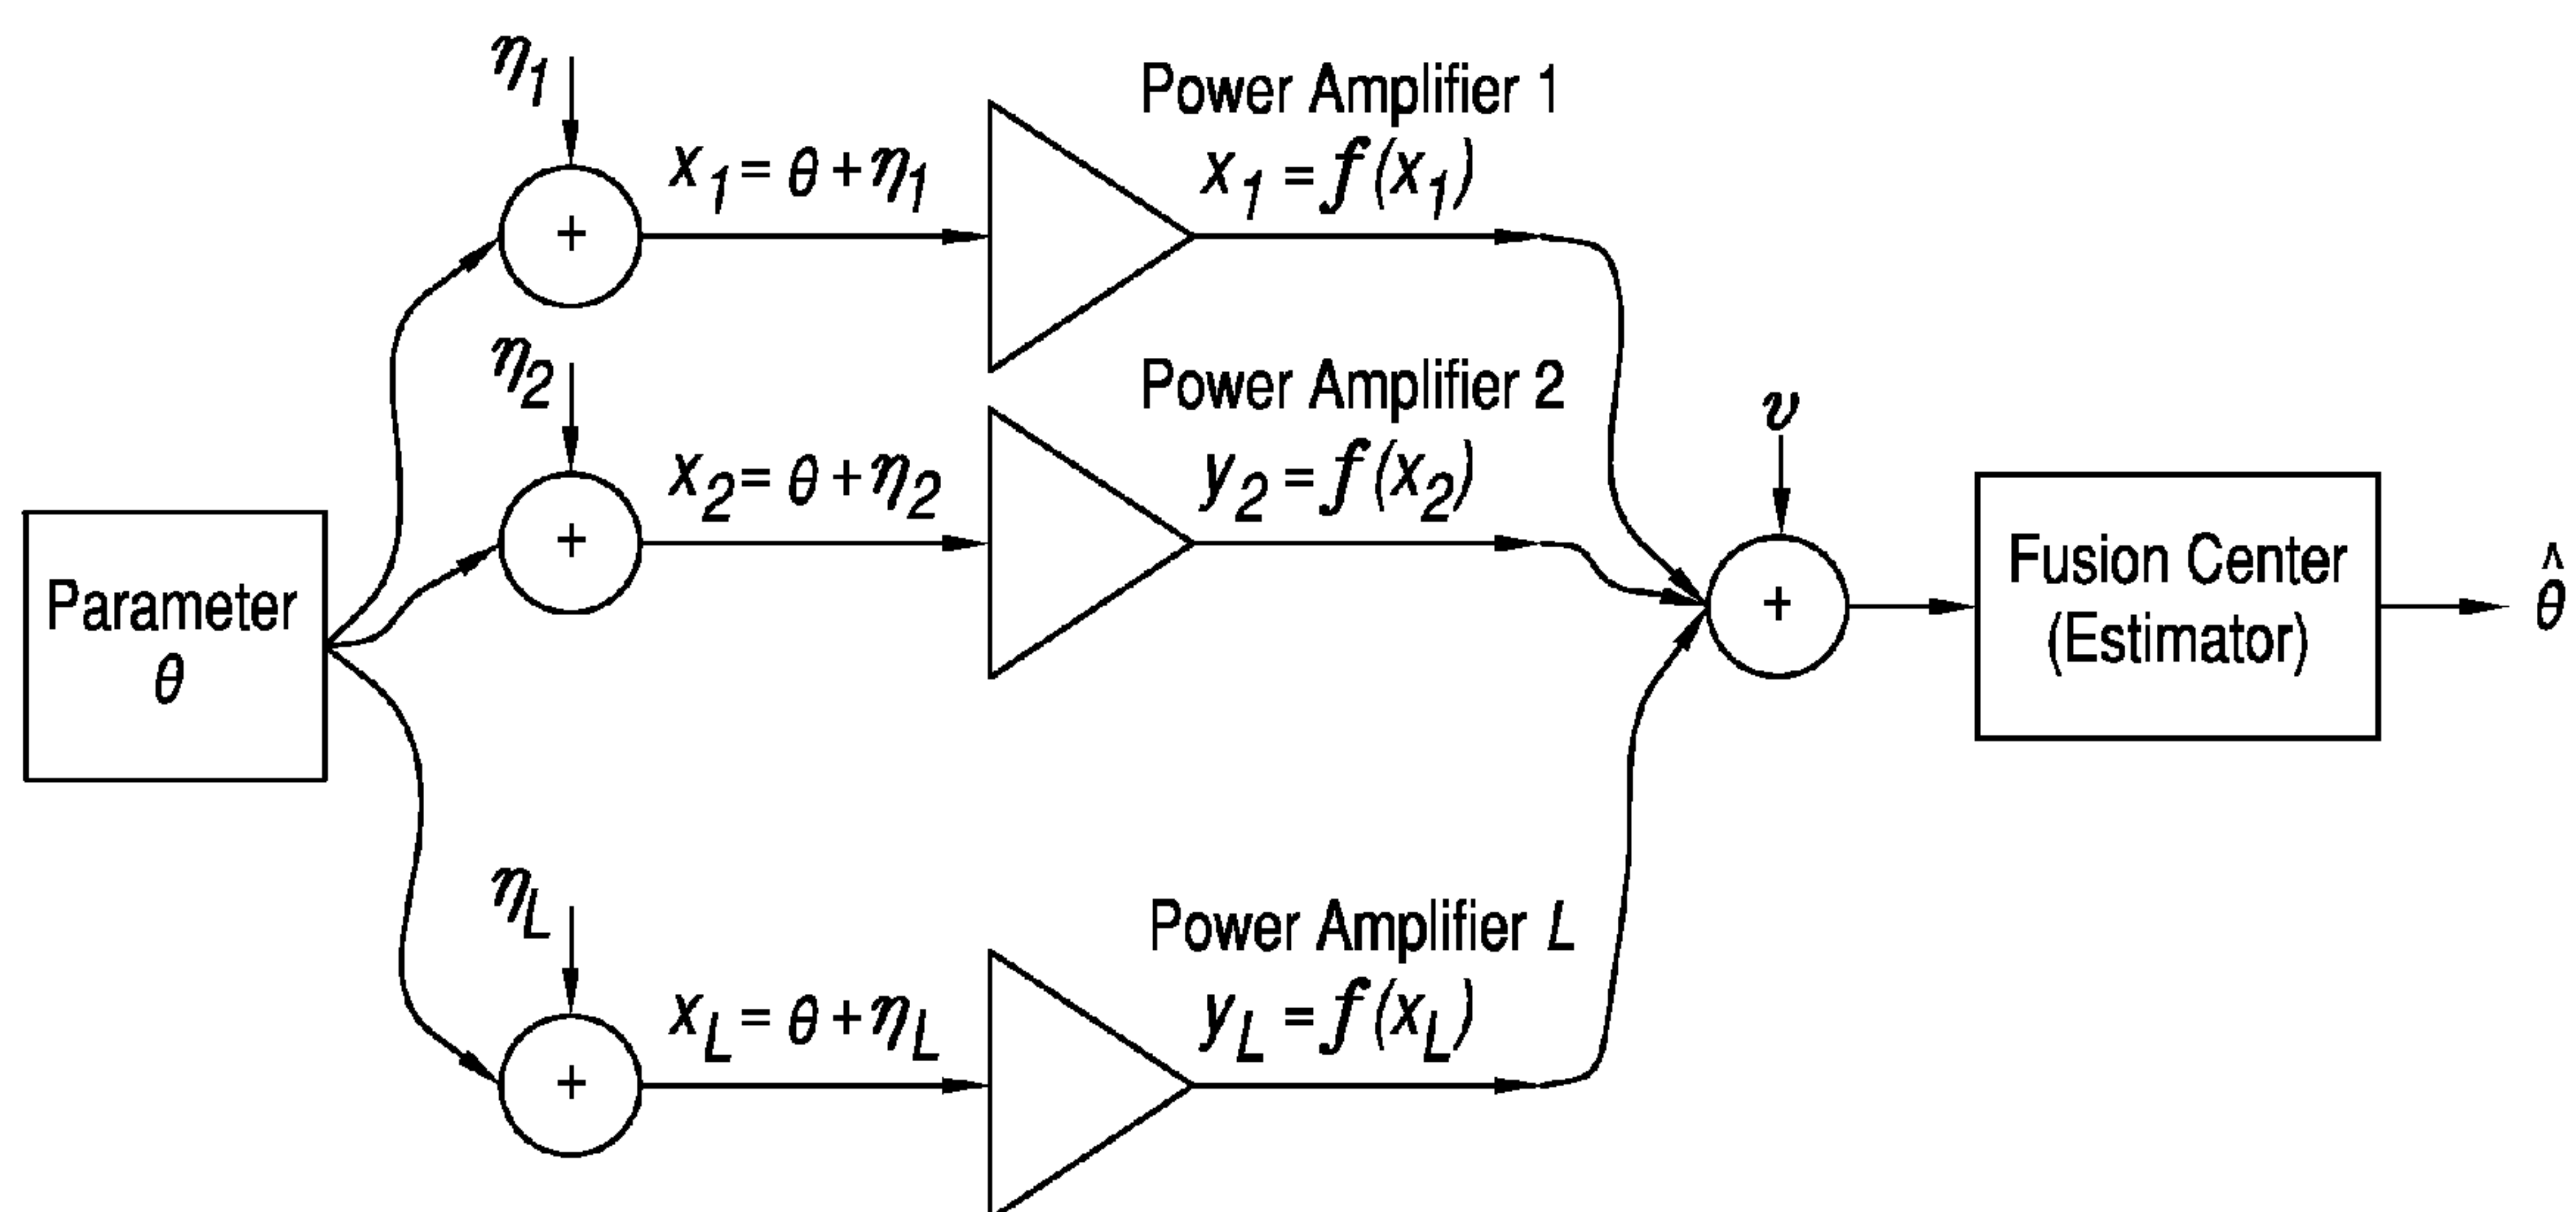 η1
Power Amplifier 1
x1 = θ + η1
x1 = f(x1)
η2
Power Amplifier 2
x2 = θ + η2
y2 = f(x2)
υ
+
+
+
+
Parameter
θ
Fusion Center
(Estimator)
θ̂
ηL
Power Amplifier L
xL = θ + ηL
yL = f(xL)